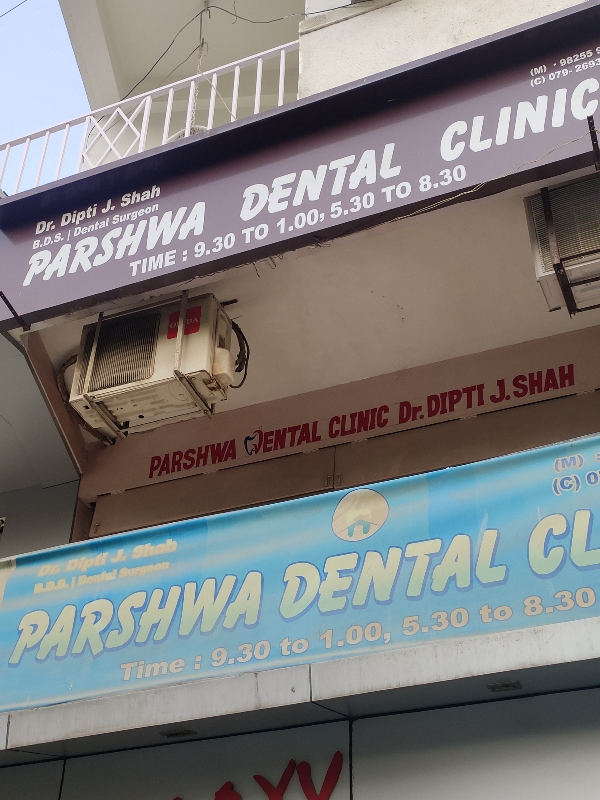 (M) - 98255 9
(C) 079- 2693
Dr. Dipti J. Shah
B.D.S. | Dental Surgeon
PARSHWA DENTAL CLINIC
TIME : 9.30 TO 1.00, 5.30 TO 8.30
PARSHWA DENTAL CLINIC Dr. DIPTI J. SHAH
(M) :
(C) 0
Dr. Dipti J. Shah
B.D.S. | Dental Surgeon
PARSHWA DENTAL CL
Time : 9.30 to 1.00, 5.30 to 8.30